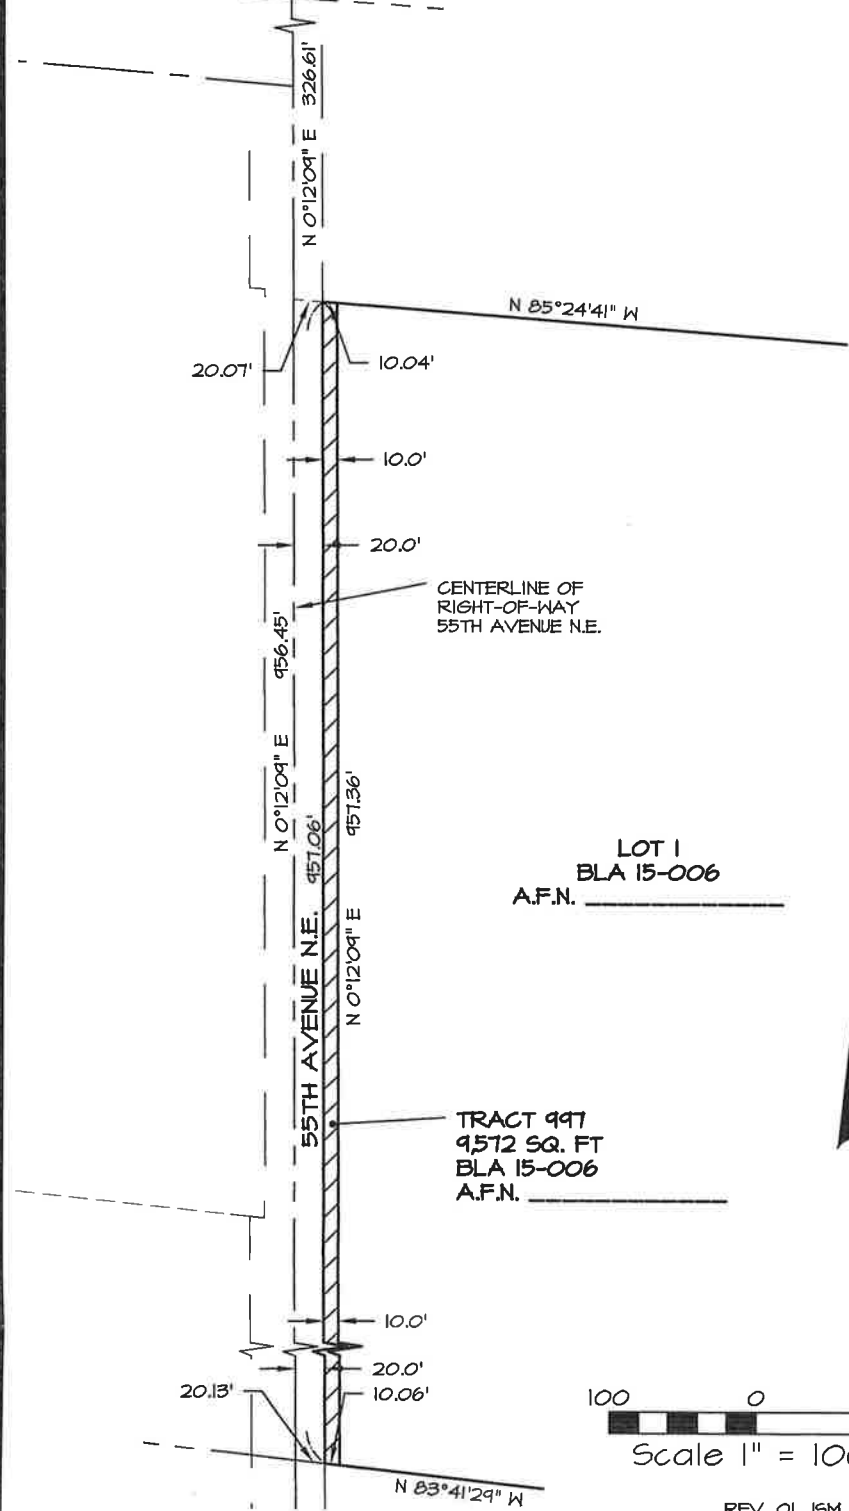 N 0°12'09" E 326.61'
N 85°24'41" W
20.07'
10.04'
10.0'
20.0'
CENTERLINE OF
RIGHT-OF-WAY
55TH AVENUE N.E.
N 0°12'09" E 956.45'
55TH AVENUE N.E. 957.06'
N 0°12'09" E 957.36'
LOT 1
BLA 15-006
A.F.N.
TRACT 997
9,572 SQ. FT
BLA 15-006
A.F.N.
10.0'
20.0'
20.13'
10.06'
N 83°41'29" W
100 0
Scale 1" = 10